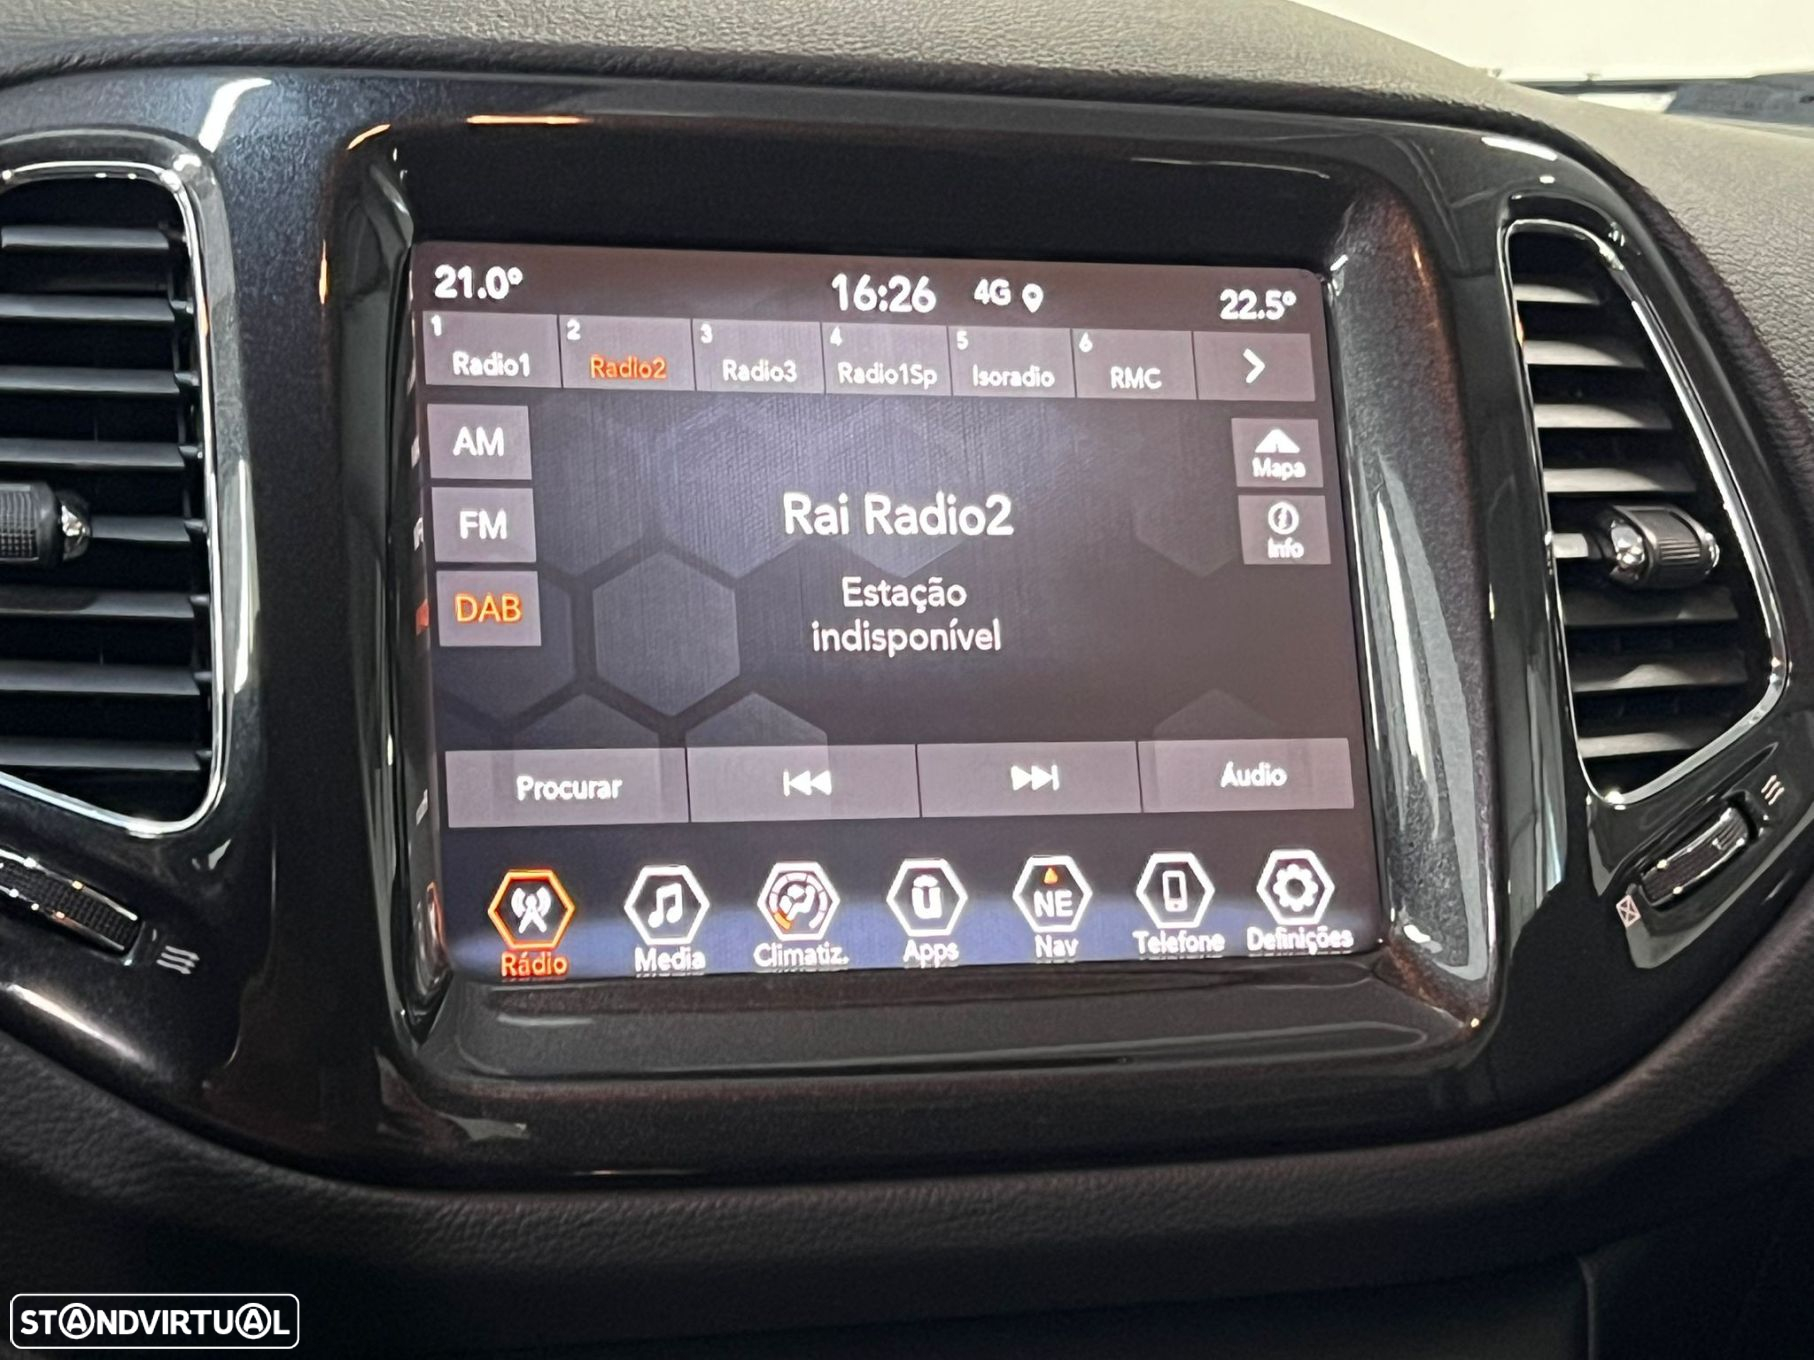 21.0°
16:26 4G
22.5°
1 Radio1
2 Radio2
3 Radio3
4 Radio1Sp
5 Isoradio
6 RMC
AM
FM
DAB
Mapa
Info
Rai Radio2
Estação
indisponível
Procurar
Áudio
Rádio
Media
Climatiz.
Apps
NE
Nav
Telefone
Definições
STANDVIRTUAL